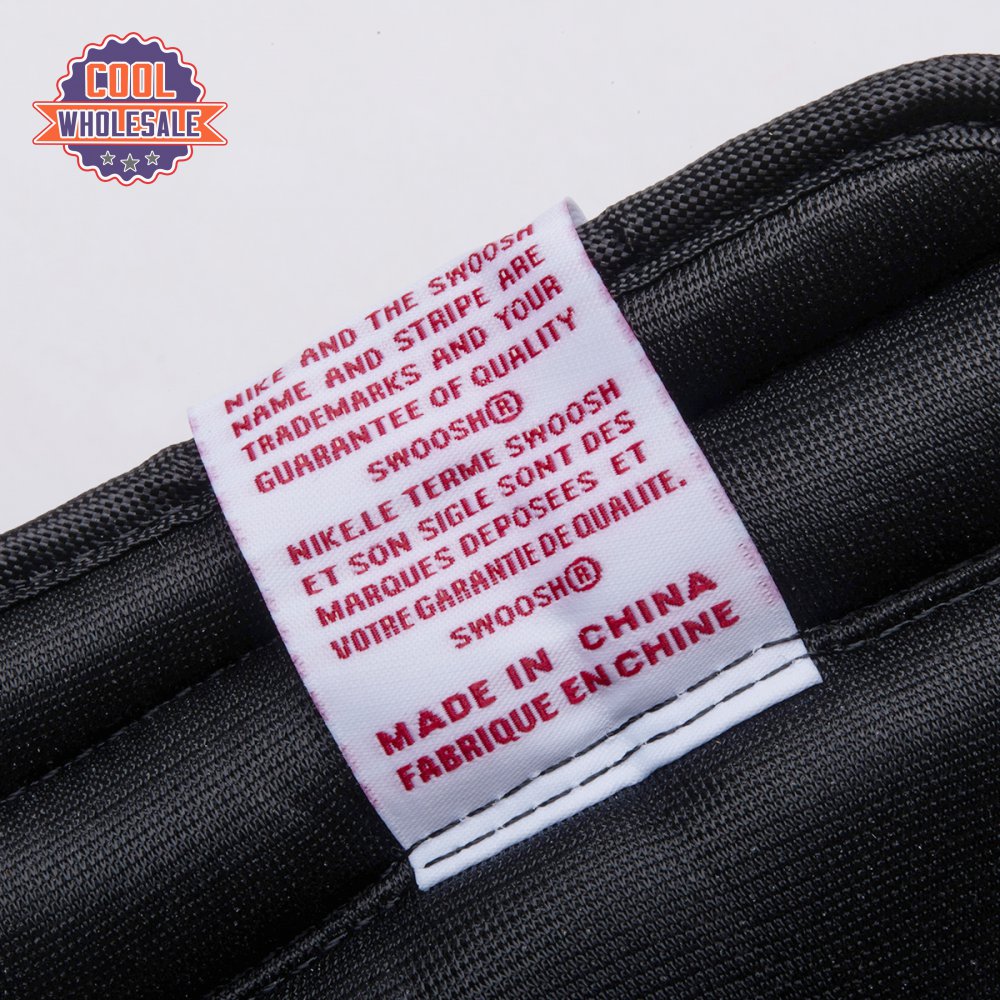 COOL
WHOLESALE
NIKE AND THE SWOOSH
NAME AND STRIPE ARE
TRADEMARKS AND YOUR
GUARANTEE OF QUALITY
SWOOSH®
NIKE.LE TERME SWOOSH
ET SON SIGLE SONT DES
MARQUES DEPOSEES ET
VOTRE GARANTIE DE QUALITE.
SWOOSH®
MADE IN CHINA
FABRIQUE EN CHINE